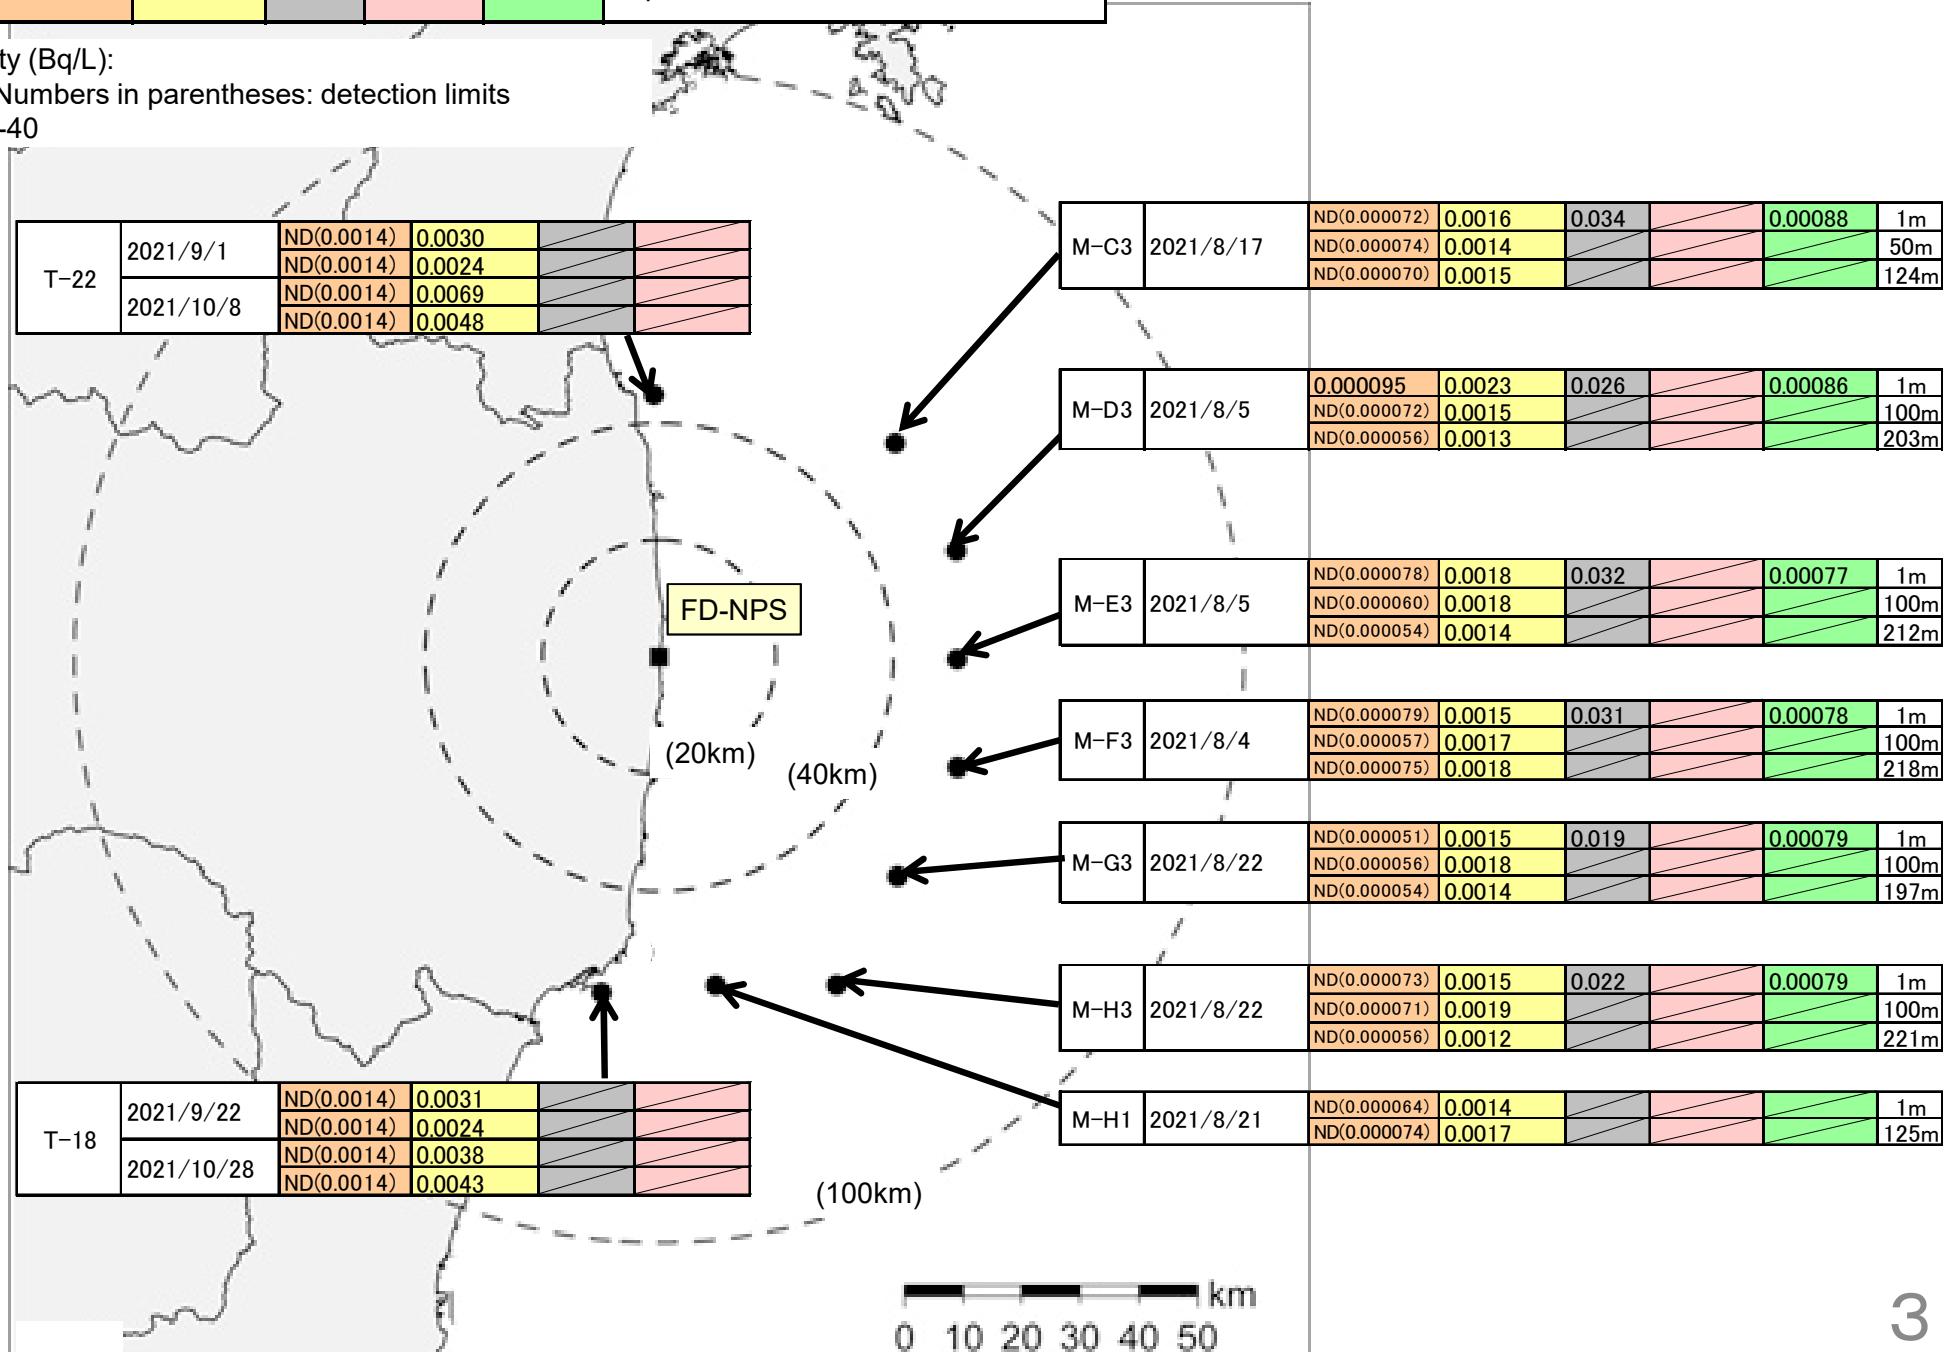 ty (Bq/L):
Numbers in parentheses: detection limits
-40
T-22 2021/9/1 ND(0.0014) 0.0030
ND(0.0014) 0.0024
2021/10/8 ND(0.0014) 0.0069
ND(0.0014) 0.0048
M-C3 2021/8/17 ND(0.000072) 0.0016 0.034 0.00088 1m
ND(0.000074) 0.0014 50m
ND(0.000070) 0.0015 124m
M-D3 2021/8/5 0.000095 0.0023 0.026 0.00086 1m
ND(0.000072) 0.0015 100m
ND(0.000056) 0.0013 203m
M-E3 2021/8/5 ND(0.000078) 0.0018 0.032 0.00077 1m
ND(0.000060) 0.0018 100m
ND(0.000054) 0.0014 212m
FD-NPS
(20km)
(40km)
M-F3 2021/8/4 ND(0.000079) 0.0015 0.031 0.00078 1m
ND(0.000057) 0.0017 100m
ND(0.000075) 0.0018 218m
M-G3 2021/8/22 ND(0.000051) 0.0015 0.019 0.00079 1m
ND(0.000056) 0.0018 100m
ND(0.000054) 0.0014 197m
M-H3 2021/8/22 ND(0.000073) 0.0015 0.022 0.00079 1m
ND(0.000071) 0.0019 100m
ND(0.000056) 0.0012 221m
M-H1 2021/8/21 ND(0.000064) 0.0014 1m
ND(0.000074) 0.0017 125m
T-18 2021/9/22 ND(0.0014) 0.0031
ND(0.0014) 0.0024
2021/10/28 ND(0.0014) 0.0038
ND(0.0014) 0.0043
(100km)
km
0 10 20 30 40 50
3